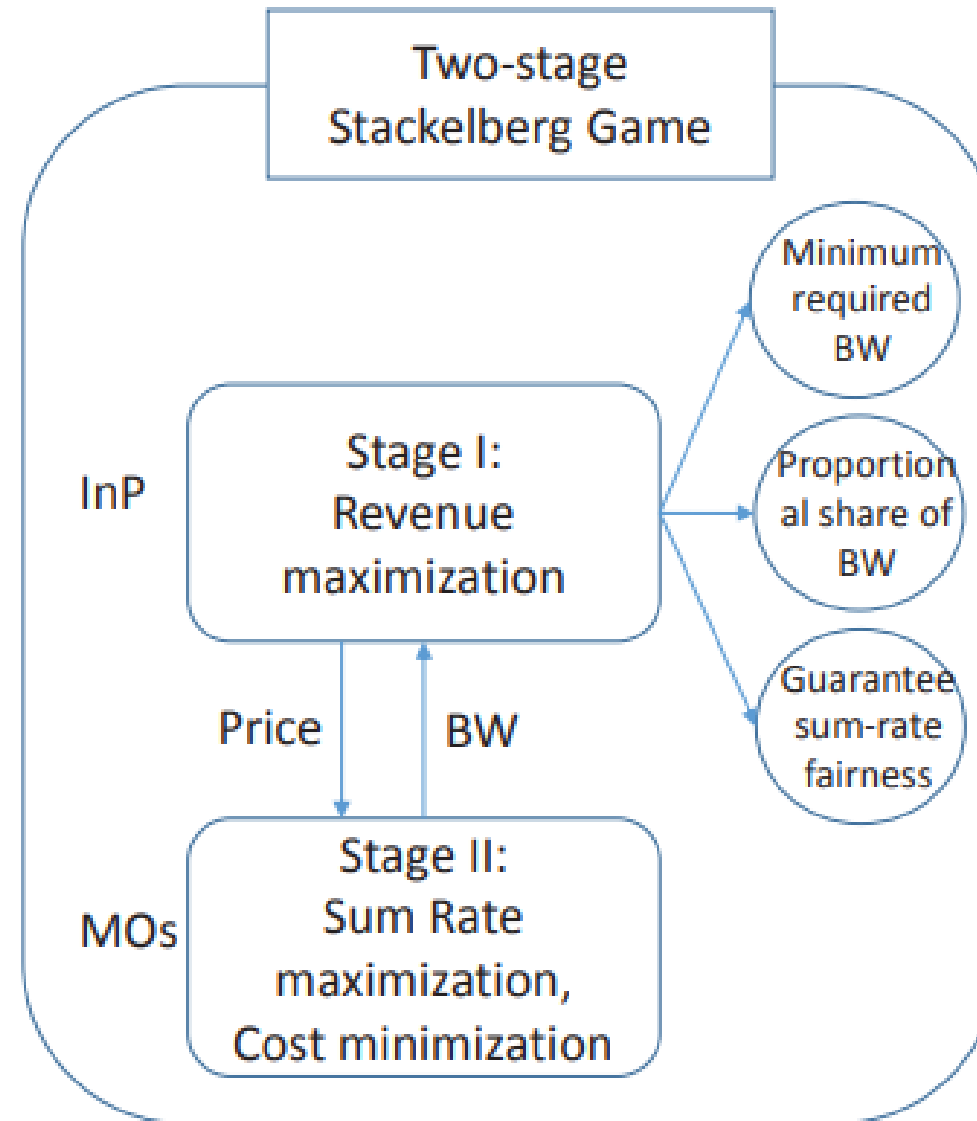 Two-stage
Stackelberg Game
Minimum
required
BW
InP
Stage I:
Revenue
maximization
Proportion
al share of
BW
Guarantee
sum-rate
fairness
Price
BW
MOs
Stage II:
Sum Rate
maximization,
Cost minimization